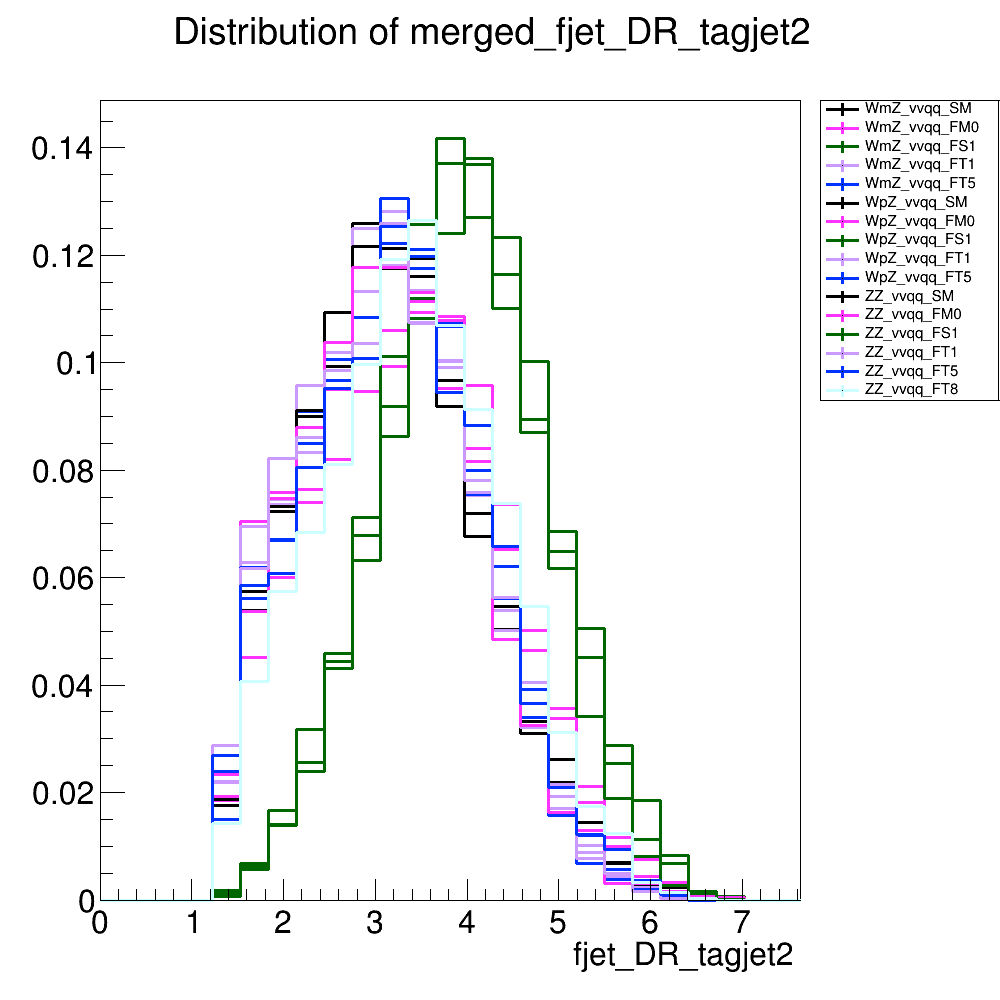 Distribution of merged_fjet_DR_tagjet2
WmZ_vvqq_SM
WmZ_vvqq_FM0
WmZ_vvqq_FS1
WmZ_vvqq_FT1
WmZ_vvqq_FT5
WpZ_vvqq_SM
WpZ_vvqq_FM0
WpZ_vvqq_FS1
WpZ_vvqq_FT1
WpZ_vvqq_FT5
ZZ_vvqq_SM
ZZ_vvqq_FM0
ZZ_vvqq_FS1
ZZ_vvqq_FT1
ZZ_vvqq_FT5
ZZ_vvqq_FT8
0.14
0.12
0.1
0.08
0.06
0.04
0.02
0
0 1 2 3 4 5 6 7
fjet_DR_tagjet2